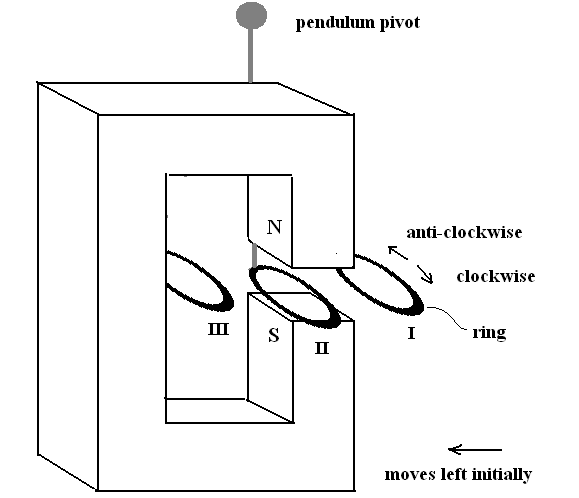 pendulum pivot
N
anti-clockwise
clockwise
III
S
II
I
ring
moves left initially